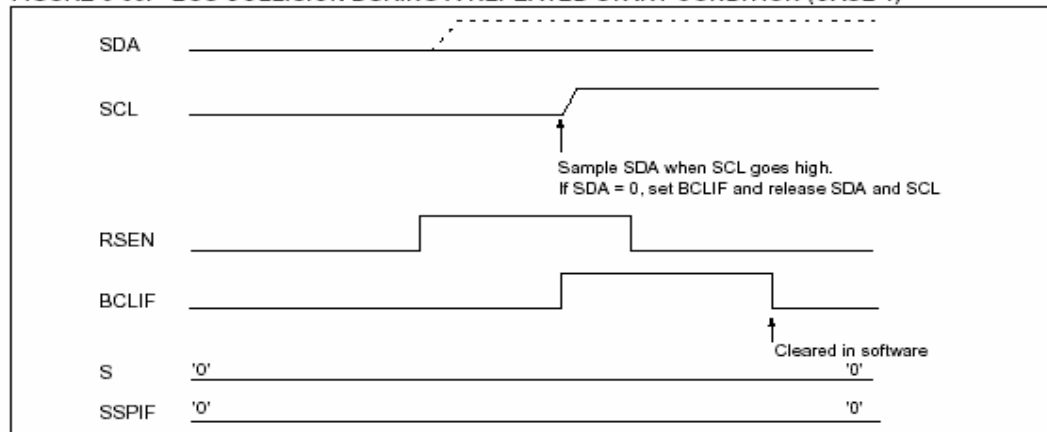 SDA
SCL
Sample SDA when SCL goes high.
If SDA = 0, set BCLIF and release SDA and SCL
RSEN
BCLIF
Cleared in software
S '0' '0'
SSPIF '0' '0'